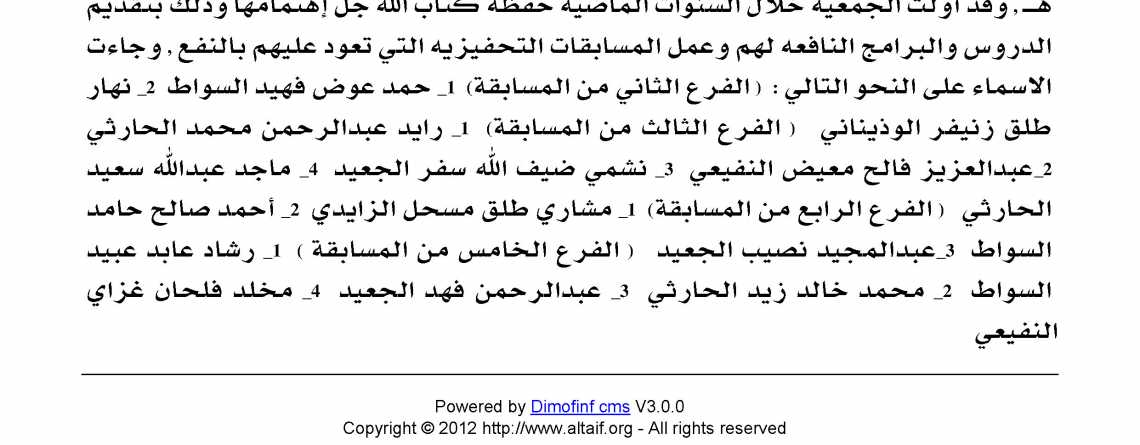 هـ , وقد أولت الجمعية خلال السنوات الماضية حفظة كتاب الله جل إهتمامها وذلك بتقديم
الدروس والبرامج النافعه لهم وعمل المسابقات التحفيزيه التي تعود عليهم بالنفع , وجاءت
الاسماء على النحو التالي : ( الفرع الثاني من المسابقة) 1_ حمد عوض فهيد السواط 2_ نهار
طلق زنيفر الوذيناني ( الفرع الثالث من المسابقة) 1_ رايد عبدالرحمن محمد الحارثي
2_عبدالعزيز فالح معيض النفيعي 3_ نشمي ضيف الله سفر الجعيد 4_ ماجد عبدالله سعيد
الحارثي ( الفرع الرابع من المسابقة) 1_ مشاري طلق مسحل الزايدي 2_ أحمد صالح حامد
السواط 3_عبدالمجيد نصيب الجعيد ( الفرع الخامس من المسابقة ) 1_ رشاد عابد عبيد
السواط 2_ محمد خالد زيد الحارثي 3_ عبدالرحمن فهد الجعيد 4_ مخلد فلحان غزاي
النفيعي
Powered by Dimofinf cms V3.0.0
Copyright © 2012 http://www.altaif.org - All rights reserved